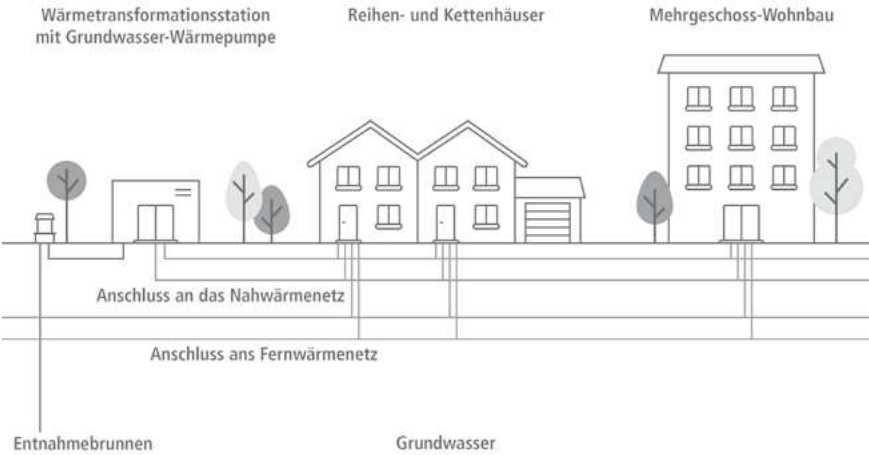 Wärmetransformationsstation
mit Grundwasser-Wärmepumpe
Reihen- und Kettenhäuser
Mehrgeschoss-Wohnbau
Anschluss an das Nahwärmenetz
Anschluss ans Fernwärmenetz
Entnahmebrunnen
Grundwasser